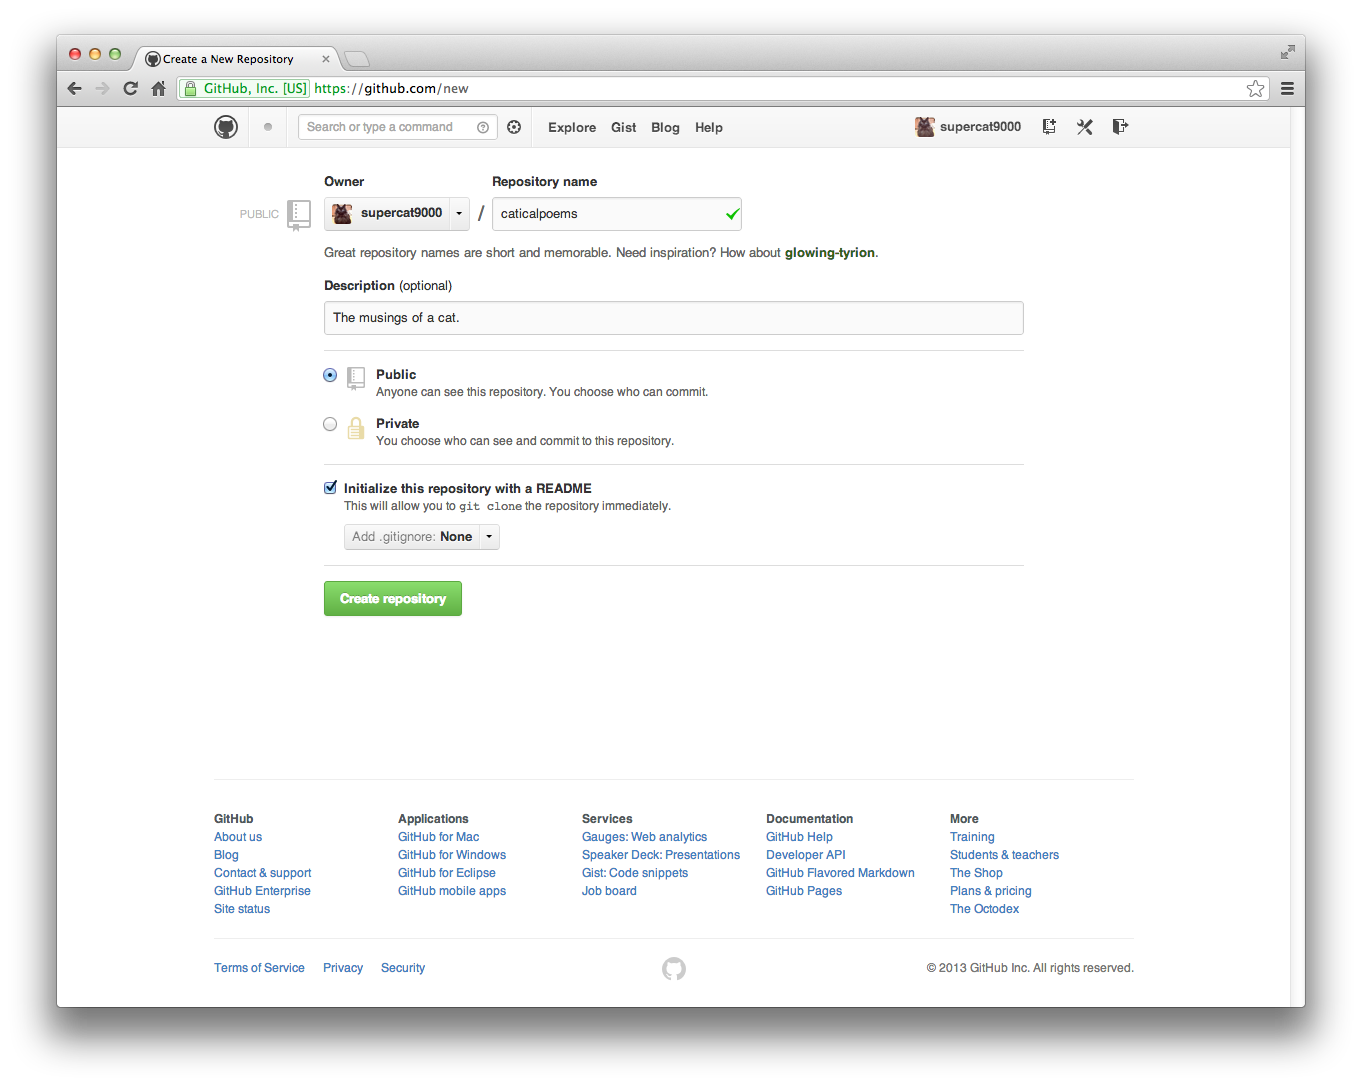 Create a New Repository
GitHub, Inc. [US] https://github.com/new
Search or type a command
Explore Gist Blog Help
supercat9000
Owner Repository name
PUBLIC supercat9000 / caticalpoems
Great repository names are short and memorable. Need inspiration? How about glowing-tyrion.
Description (optional)
The musings of a cat.
Public
Anyone can see this repository. You choose who can commit.
Private
You choose who can see and commit to this repository.
Initialize this repository with a README
This will allow you to git clone the repository immediately.
Add .gitignore: None
Create repository
GitHub
About us
Blog
Contact & support
GitHub Enterprise
Site status
Applications
GitHub for Mac
GitHub for Windows
GitHub for Eclipse
GitHub mobile apps
Services
Gauges: Web analytics
Speaker Deck: Presentations
Gist: Code snippets
Job board
Documentation
GitHub Help
Developer API
GitHub Flavored Markdown
GitHub Pages
More
Training
Students & teachers
The Shop
Plans & pricing
The Octodex
Terms of Service Privacy Security
© 2013 GitHub Inc. All rights reserved.